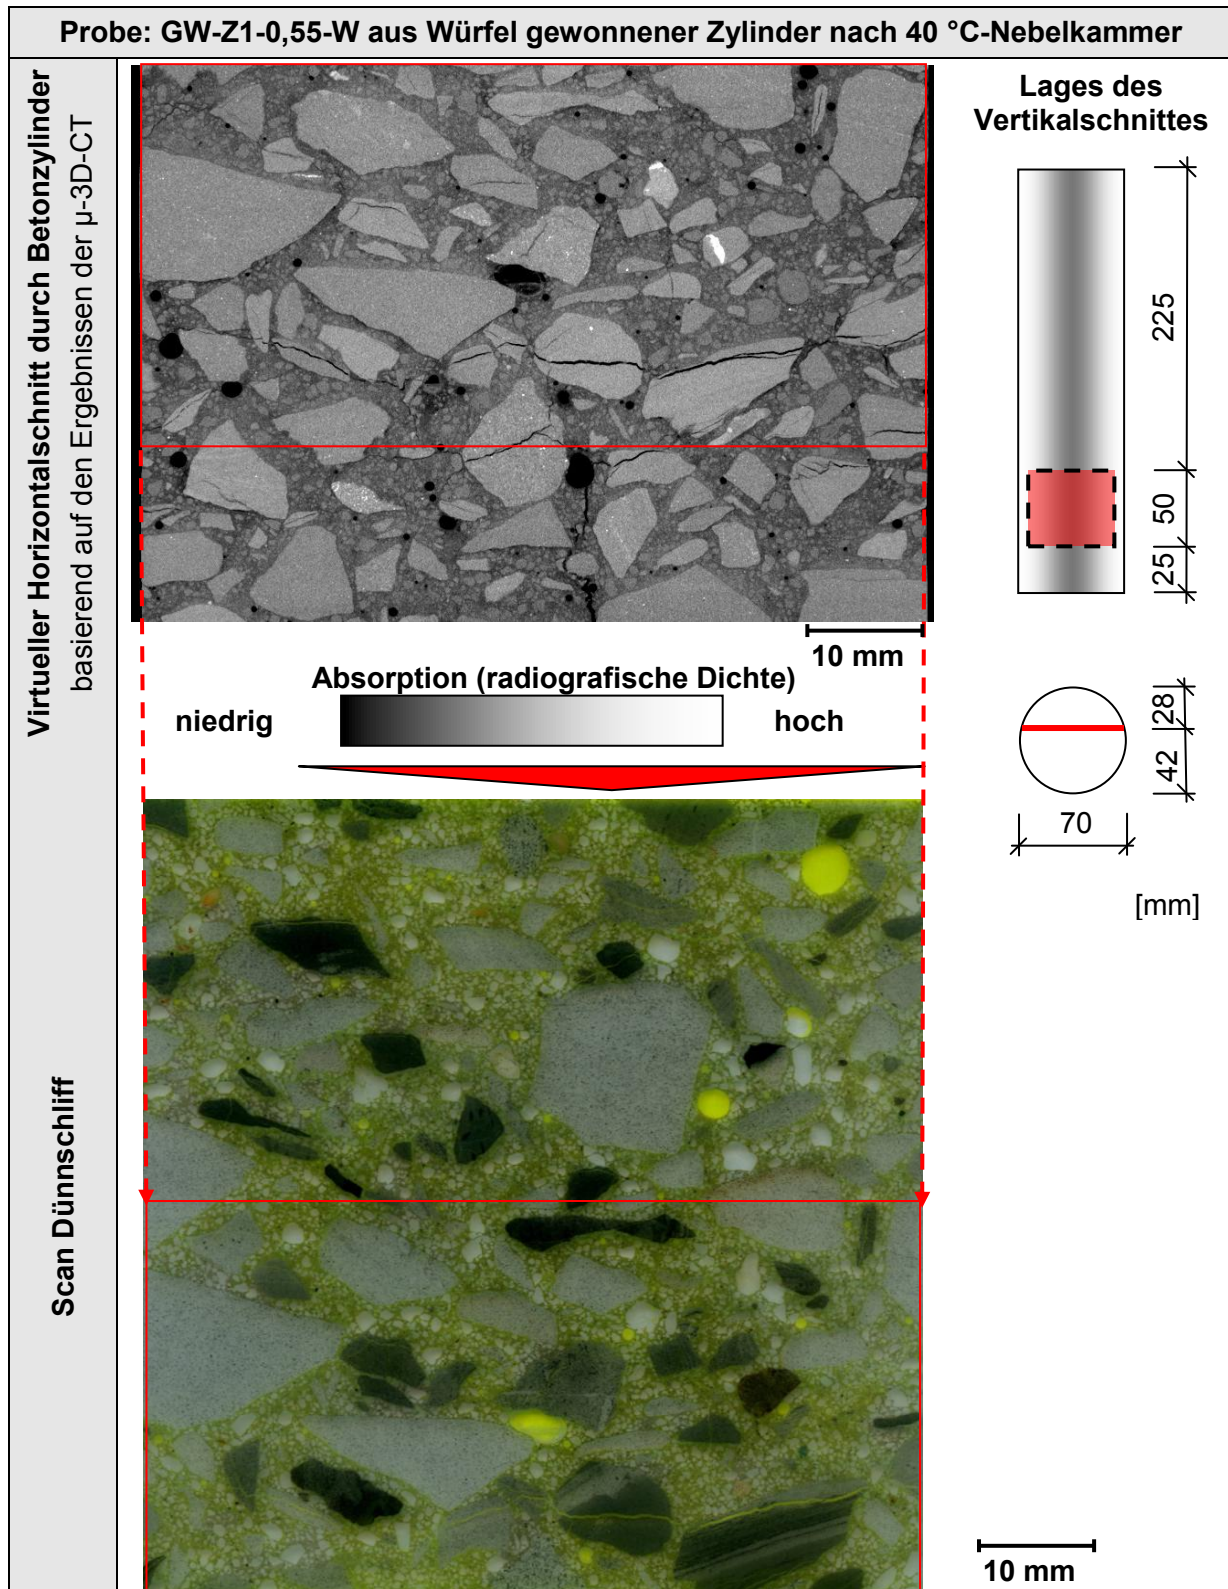 Probe: GW-Z1-0,55-W aus Würfel gewonnener Zylinder nach 40 °C-Nebelkammer
Virtueller Horizontalschnitt durch Betonzylinder
basierend auf den Ergebnissen der µ-3D-CT
Lages des
Vertikalschnittes
225
50
25
10 mm
Absorption (radiografische Dichte)
niedrig
hoch
28
42
70
[mm]
Scan Dünnschliff
10 mm